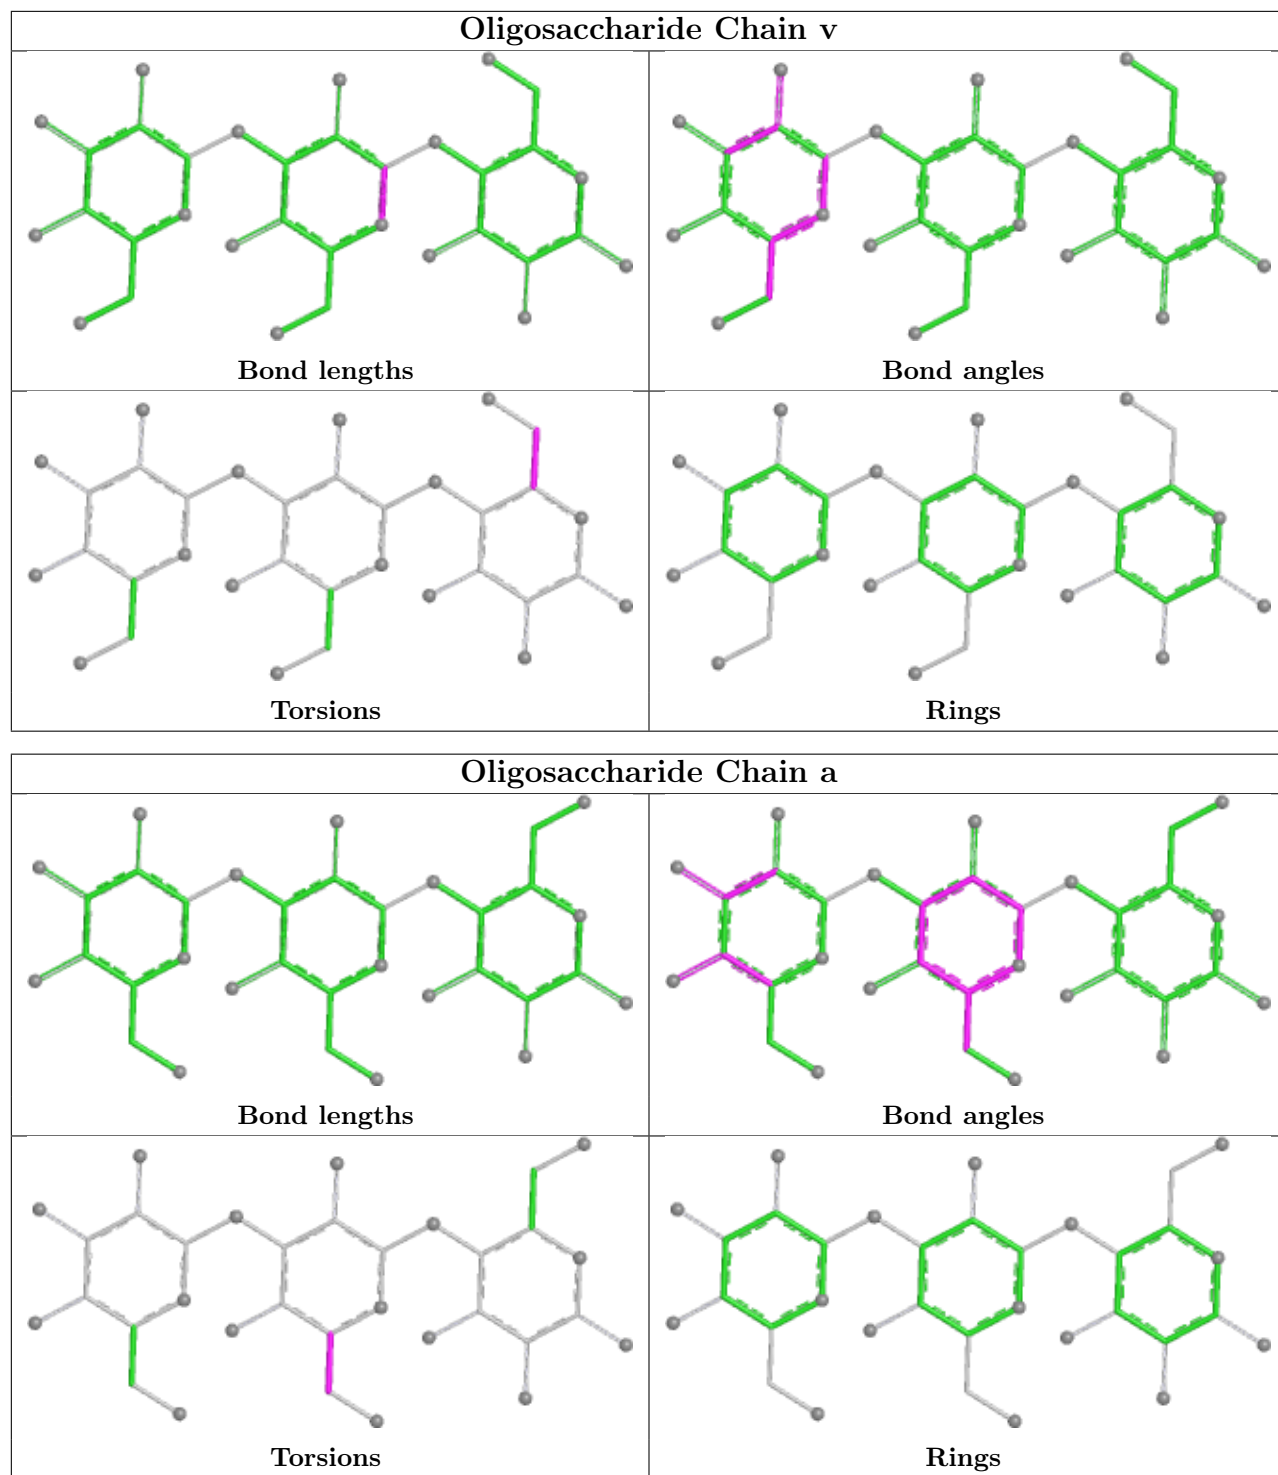 Oligosaccharide Chain v
Bond lengths
Bond angles
Torsions
Rings
Oligosaccharide Chain a
Bond lengths
Bond angles
Torsions
Rings